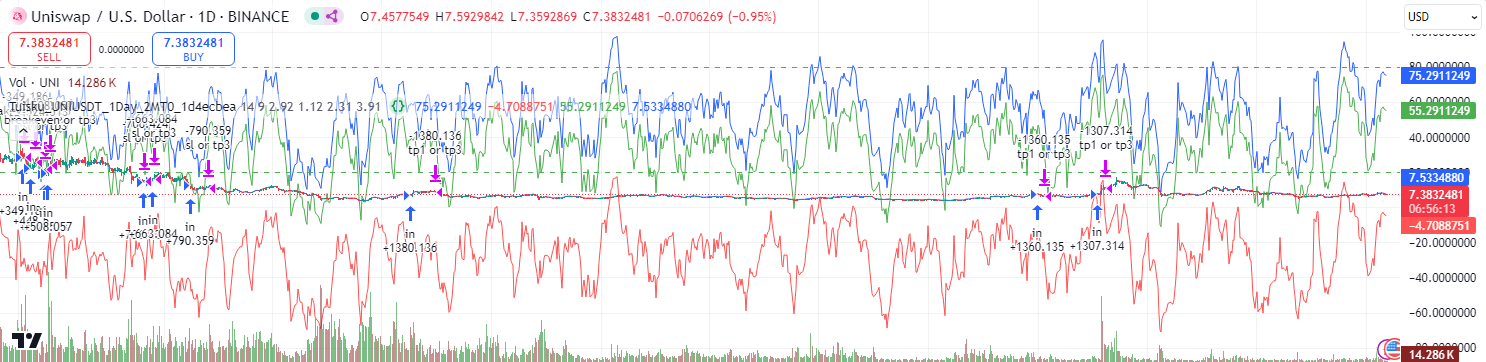 Uniswap / U.S. Dollar · 1D · BINANCE O7.4577549 H7.5929842 L7.3592869 C7.3832481 −0.0706269 (−0.95%)
USD
7.3832481
SELL
0.0000000
7.3832481
BUY
Vol · UNI 14.286 K
UNIUSDT_1Day_2MT0_1d4ecbea 14 9 2.92 1.12 2.31 3.91 75.2911249 −4.7088751 55.2911249 7.5334880
breakeven or tp3
-663.084
sl or tp3
-790.359
sl or tp3
-1380.136
tp1 or tp3
-1360.135
tp1 or tp3
-1307.314
tp1 or tp3
in
+508.057
in
+663.084
in
+790.359
in
+1380.136
in
+1360.135
in
+1307.314
80.0000000
75.2911249
60.0000000
55.2911249
40.0000000
7.5334880
7.3832481
06:56:13
−4.7088751
−20.0000000
−40.0000000
−60.0000000
14.286 K